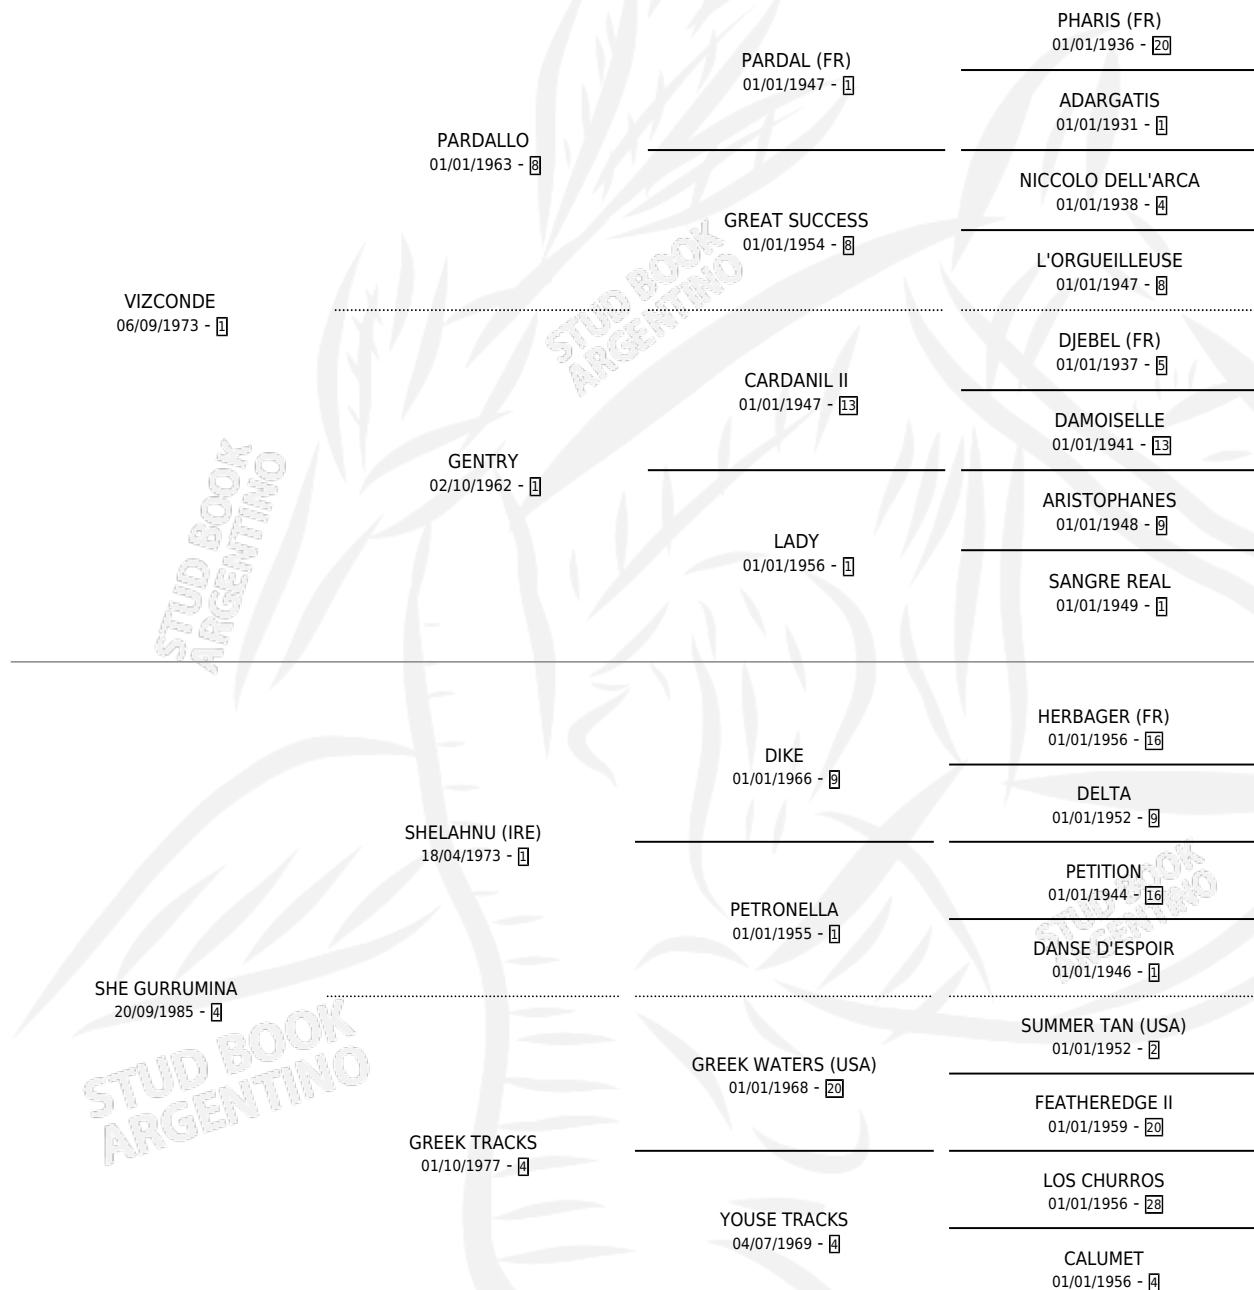 PHARIS (FR)
01/01/1936 - 20
PARDAL (FR)
01/01/1947 - 1
ADARGATIS
01/01/1931 - 1
PARDALLO
01/01/1963 - 8
NICCOLO DELL'ARCA
01/01/1938 - 4
GREAT SUCCESS
01/01/1954 - 8
L'ORGUEILLEUSE
01/01/1947 - 8
VIZCONDE
06/09/1973 - 1
DJEBEL (FR)
01/01/1937 - 5
CARDANIL II
01/01/1947 - 13
DAMOISELLE
01/01/1941 - 13
GENTRY
02/10/1962 - 1
ARISTOPHANES
01/01/1948 - 9
LADY
01/01/1956 - 1
SANGRE REAL
01/01/1949 - 1
HERBAGER (FR)
01/01/1956 - 16
DIKE
01/01/1966 - 9
DELTA
01/01/1952 - 9
SHELAHNU (IRE)
18/04/1973 - 1
PETITION
01/01/1944 - 16
PETRONELLA
01/01/1955 - 1
DANSE D'ESPOIR
01/01/1946 - 1
SHE GURRUMINA
20/09/1985 - 4
SUMMER TAN (USA)
01/01/1952 - 2
GREEK WATERS (USA)
01/01/1968 - 20
FEATHEREDGE II
01/01/1959 - 20
GREEK TRACKS
01/10/1977 - 4
LOS CHURROS
01/01/1956 - 28
YOUSE TRACKS
04/07/1969 - 4
CALUMET
01/01/1956 - 4
STUD BOOK
ARGENTINO
STUD BOOK
ARGENTINO
STUD BOOK
ARGENTINO
STUD BOOK
ARGENTINO